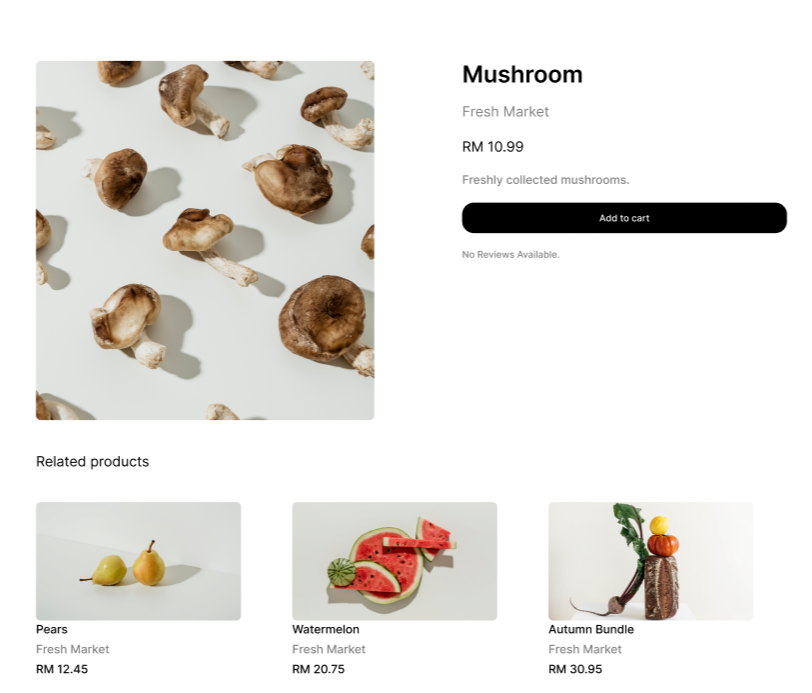 Mushroom
Fresh Market
RM 10.99
Freshly collected mushrooms.
Add to cart
No Reviews Available.
Related products
Pears
Fresh Market
RM 12.45
Watermelon
Fresh Market
RM 20.75
Autumn Bundle
Fresh Market
RM 30.95